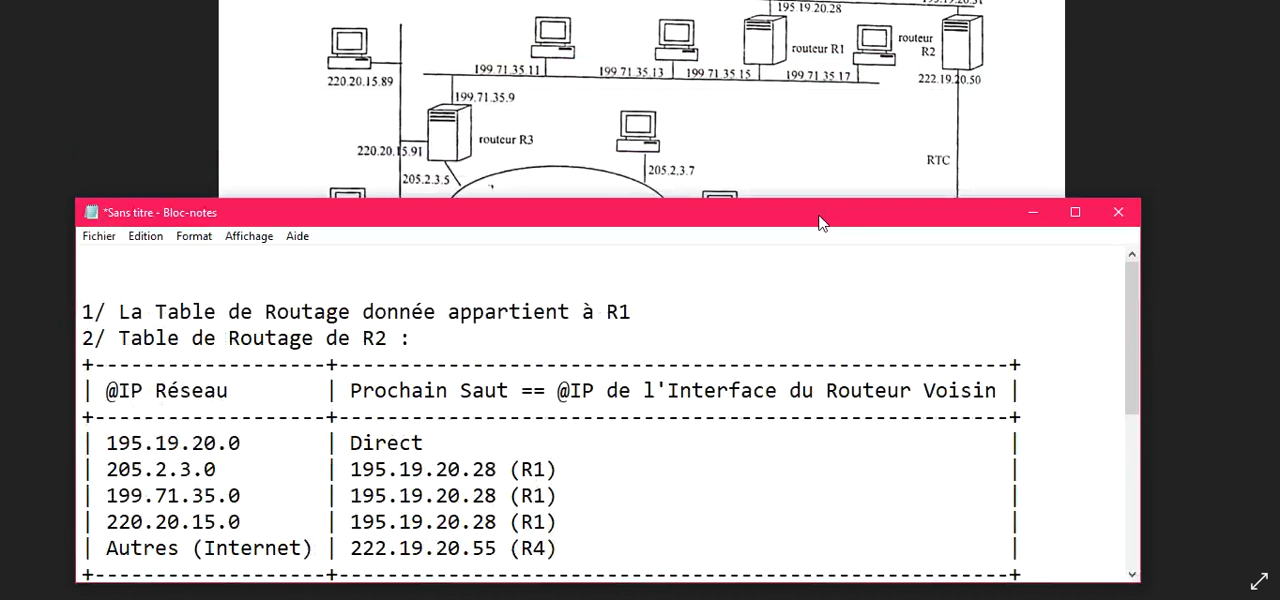 195 19.20.28
routeur R1
routeur
R2
199.71.35 11
199.71.35.13
199 71 35 15
199.71.35 17
220.20.15.89
222.19.20.50
199.71.35.9
routeur R3
220.20.15.91
205.2.3.7
RTC
205.2.3.5
*Sans titre - Bloc-notes
Fichier Edition Format Affichage Aide
1/ La Table de Routage donnée appartient à R1
2/ Table de Routage de R2 :
+-------------------+-------------------------------------------------------+
| @IP Réseau | Prochain Saut == @IP de l'Interface du Routeur Voisin |
+-------------------+-------------------------------------------------------+
| 195.19.20.0 | Direct |
| 205.2.3.0 | 195.19.20.28 (R1) |
| 199.71.35.0 | 195.19.20.28 (R1) |
| 220.20.15.0 | 195.19.20.28 (R1) |
| Autres (Internet) | 222.19.20.55 (R4) |
+-------------------+-------------------------------------------------------+